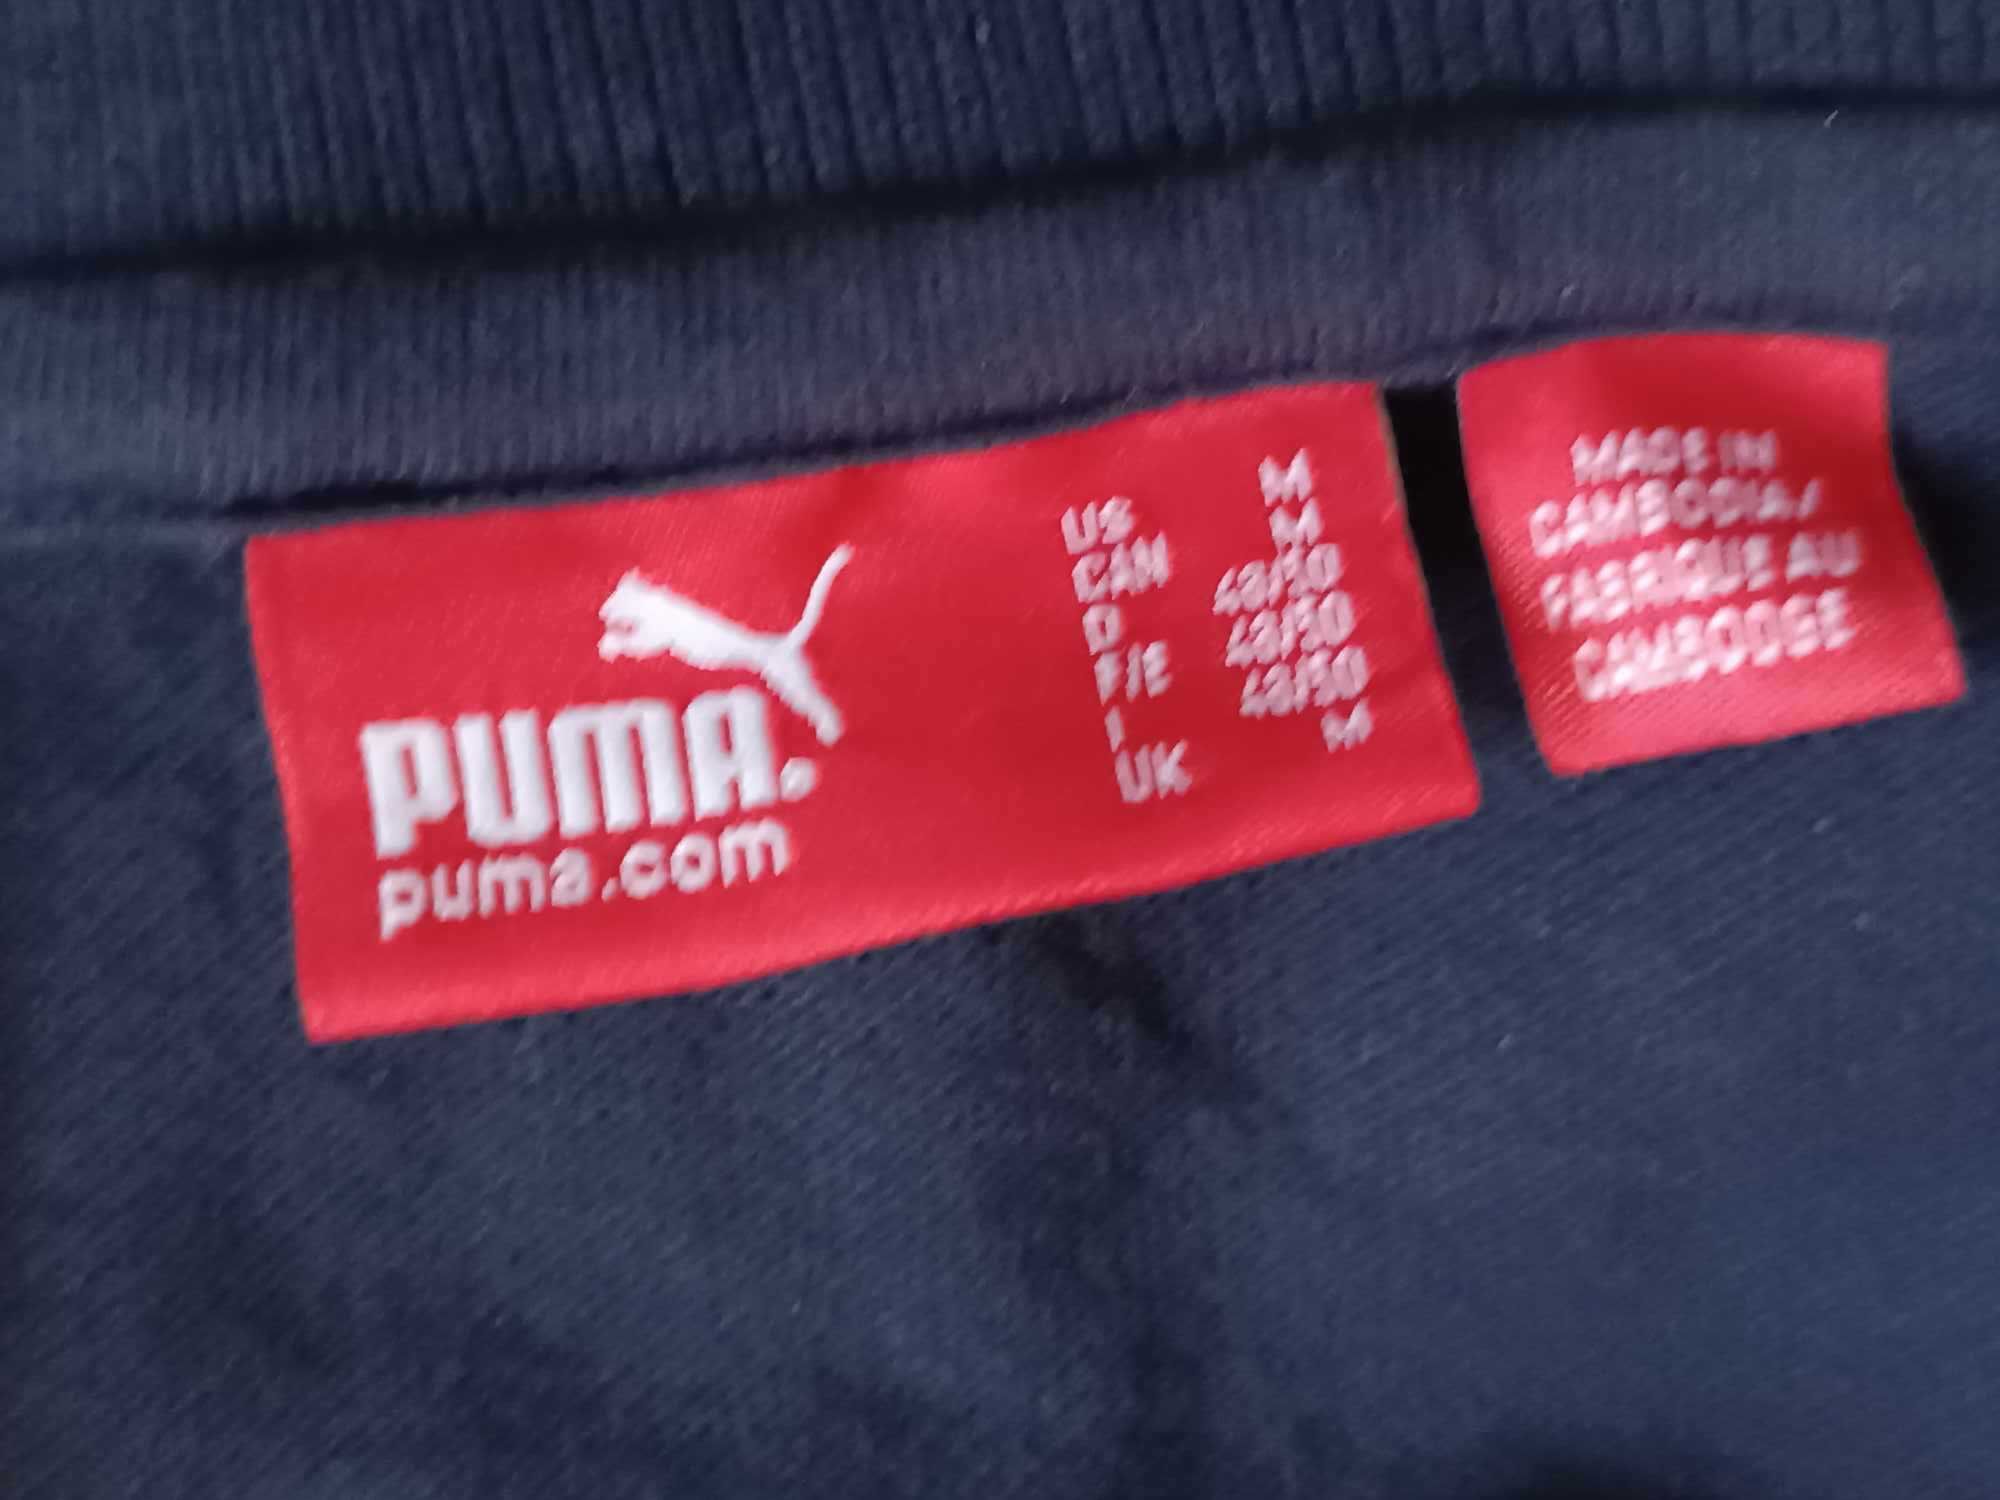 PUMA.
puma.com
US M
CAN M
D 48/50
F/E 48/50
I 48/50
UK M
MADE IN
CAMBODIA/
FABRIQUE AU
CAMBODGE